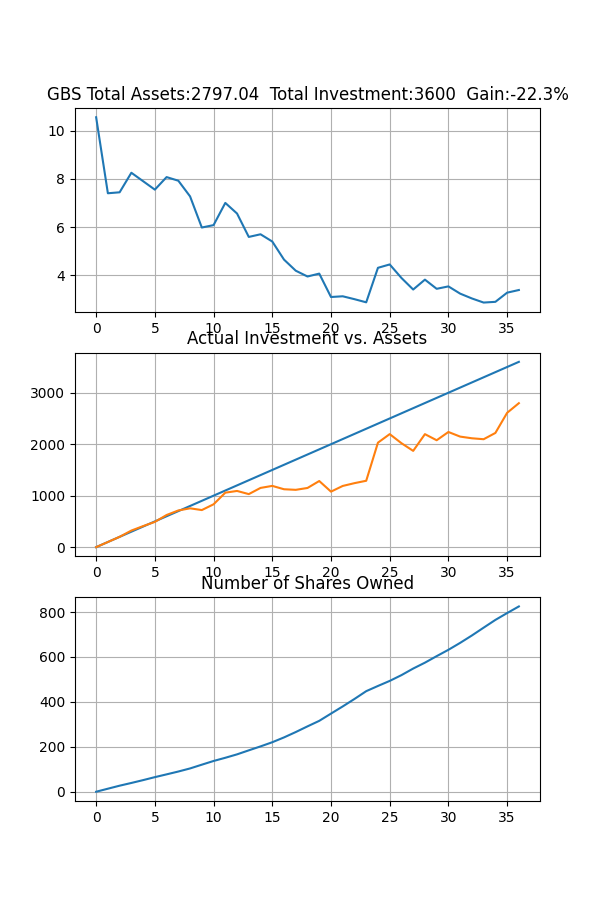 GBS Total Assets:2797.04  Total Investment:3600  Gain:-22.3%
10
8
6
4
0 5 10 15 20 25 30 35
Actual Investment vs. Assets
3000
2000
1000
0
0 5 10 15 20 25 30 35
Number of Shares Owned
800
600
400
200
0
0 5 10 15 20 25 30 35